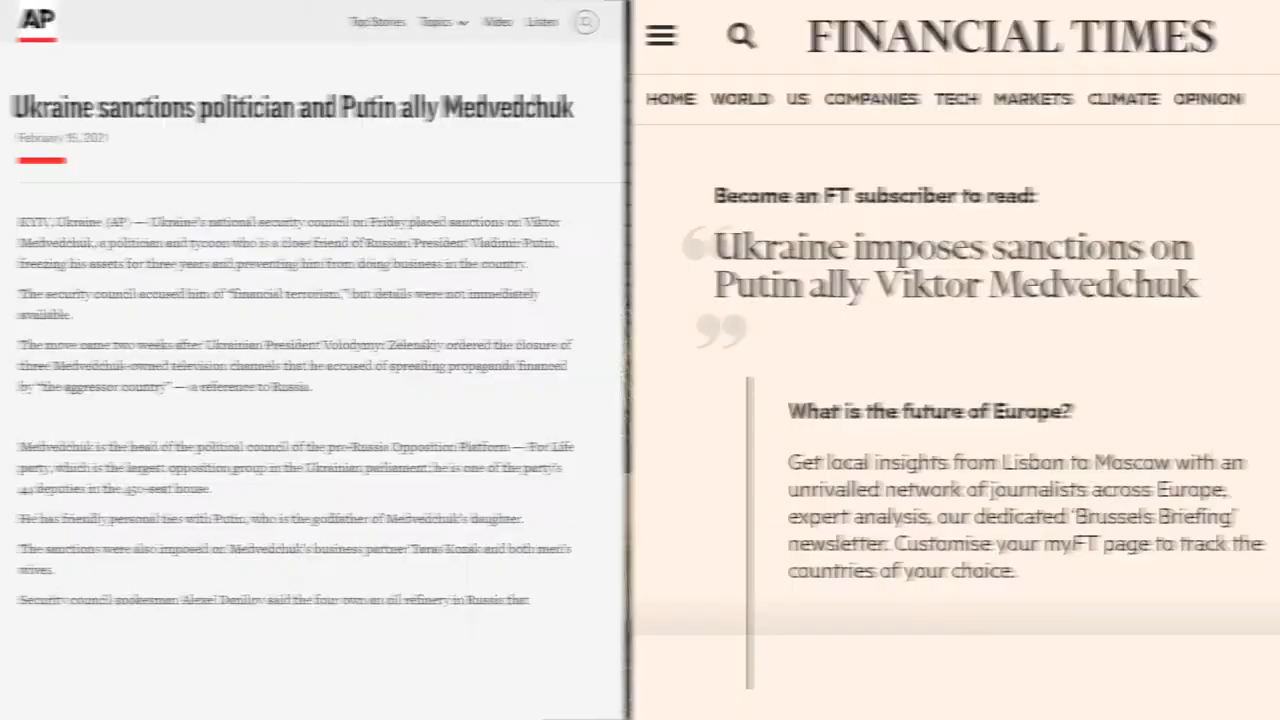 AP
Top Stories Topics Video Listen
Ukraine sanctions politician and Putin ally Medvedchuk
February 15, 2021
KYIV, Ukraine (AP) — Ukraine's national security council on Friday placed sanctions on Viktor
Medvedchuk, a politician and tycoon who is a close friend of Russian President Vladimir Putin,
freezing his assets for three years and preventing him from doing business in the country.
The security council accused him of "financial terrorism," but details were not immediately
available.
The move came two weeks after Ukrainian President Volodymyr Zelenskiy ordered the closure of
three Medvedchuk-owned television channels that he accused of spreading propaganda financed
by "the aggressor country" — a reference to Russia.
Medvedchuk is the head of the political council of the pro-Russia Opposition Platform — For Life
party, which is the largest opposition group in the Ukrainian parliament; he is one of the party's
44 deputies in the 450-seat house.
He has friendly personal ties with Putin, who is the godfather of Medvedchuk's daughter.
The sanctions were also imposed on Medvedchuk's business partner Taras Kozak and both men's
wives.
Security council spokesman Alexei Danilov said the four own an oil refinery in Russia that
FINANCIAL TIMES
HOME WORLD US COMPANIES TECH MARKETS CLIMATE OPINION
Become an FT subscriber to read:
“Ukraine imposes sanctions on
Putin ally Viktor Medvedchuk
”
What is the future of Europe?
Get local insights from Lisbon to Moscow with an
unrivalled network of journalists across Europe,
expert analysis, our dedicated 'Brussels Briefing'
newsletter. Customise your myFT page to track the
countries of your choice.